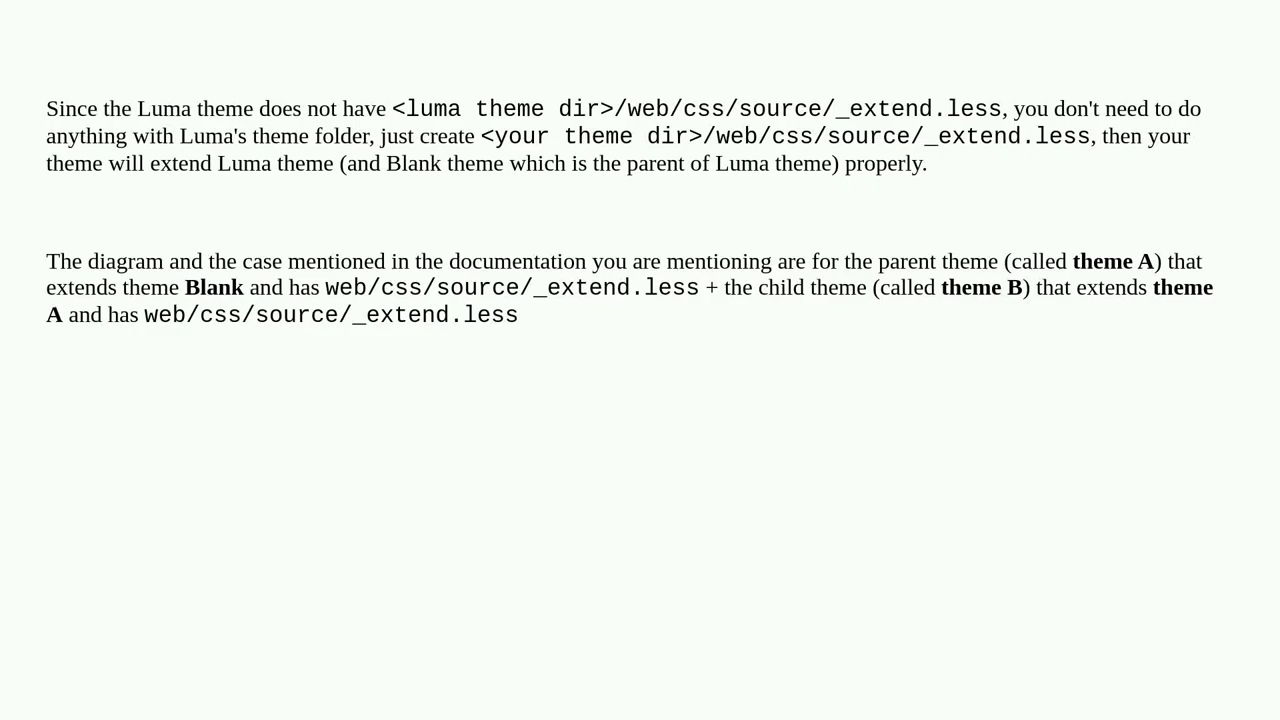 Since the Luma theme does not have <luma theme dir>/web/css/source/_extend.less, you don't need to do
anything with Luma's theme folder, just create <your theme dir>/web/css/source/_extend.less, then your
theme will extend Luma theme (and Blank theme which is the parent of Luma theme) properly.
The diagram and the case mentioned in the documentation you are mentioning are for the parent theme (called theme A) that
extends theme Blank and has web/css/source/_extend.less + the child theme (called theme B) that extends theme
A and has web/css/source/_extend.less